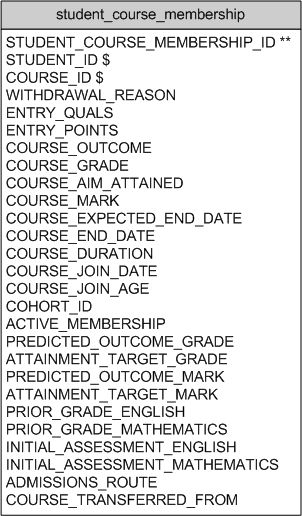 student_course_membership
STUDENT_COURSE_MEMBERSHIP_ID **
STUDENT_ID $
COURSE_ID $
WITHDRAWAL_REASON
ENTRY_QUALS
ENTRY_POINTS
COURSE_OUTCOME
COURSE_GRADE
COURSE_AIM_ATTAINED
COURSE_MARK
COURSE_EXPECTED_END_DATE
COURSE_END_DATE
COURSE_DURATION
COURSE_JOIN_DATE
COURSE_JOIN_AGE
COHORT_ID
ACTIVE_MEMBERSHIP
PREDICTED_OUTCOME_GRADE
ATTAINMENT_TARGET_GRADE
PREDICTED_OUTCOME_MARK
ATTAINMENT_TARGET_MARK
PRIOR_GRADE_ENGLISH
PRIOR_GRADE_MATHEMATICS
INITIAL_ASSESSMENT_ENGLISH
INITIAL_ASSESSMENT_MATHEMATICS
ADMISSIONS_ROUTE
COURSE_TRANSFERRED_FROM